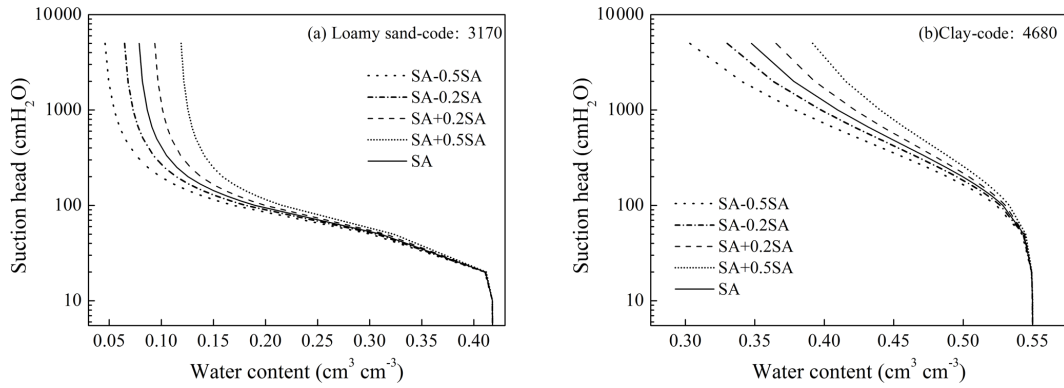 (a) Loamy sand-code: 3170
SA-0.5SA
SA-0.2SA
SA+0.2SA
SA+0.5SA
SA
10000
1000
100
10
Suction head (cmH₂O)
0.05 0.10 0.15 0.20 0.25 0.30 0.35 0.40
Water content (cm³ cm⁻³)
(b)Clay-code: 4680
SA-0.5SA
SA-0.2SA
SA+0.2SA
SA+0.5SA
SA
10000
1000
100
10
Suction head (cmH₂O)
0.30 0.35 0.40 0.45 0.50 0.55
Water content (cm³ cm⁻³)